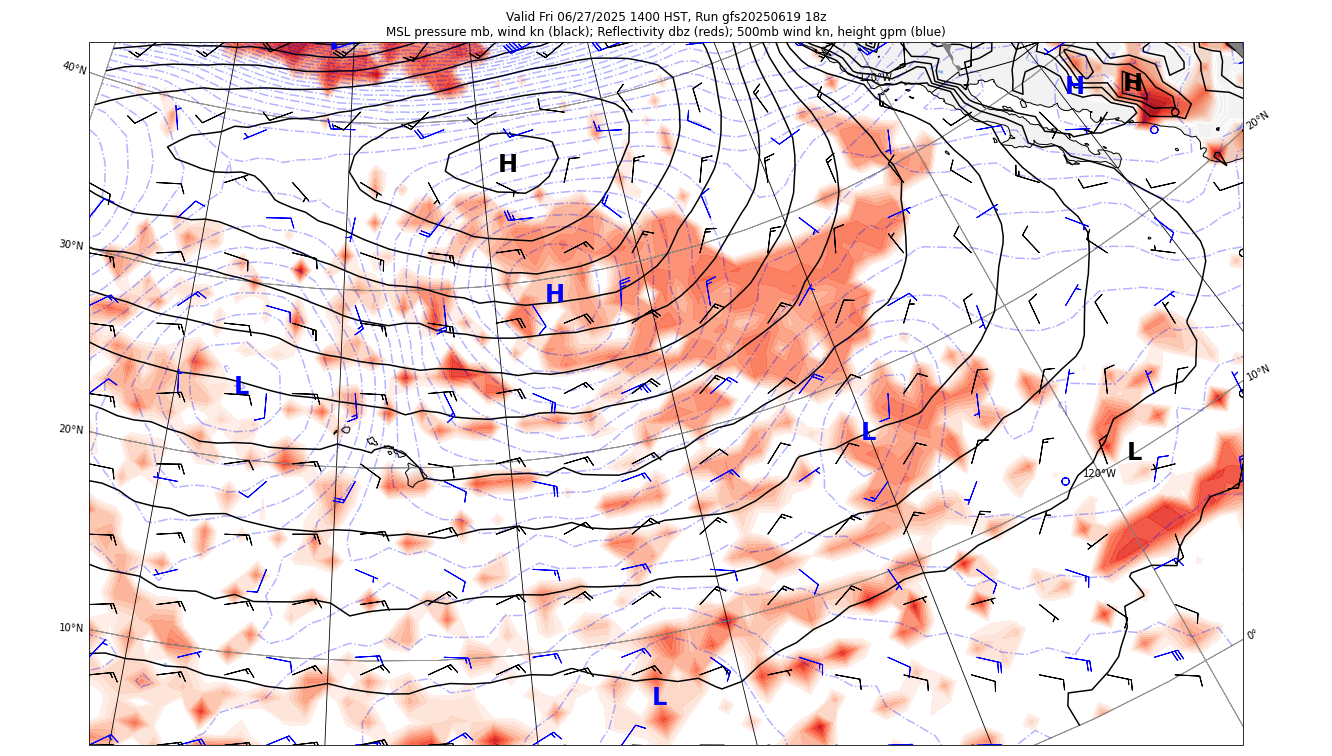 Valid Fri 06/27/2025 1400 HST, Run gfs20250619 18z
MSL pressure mb, wind kn (black); Reflectivity dbz (reds); 500mb wind kn, height gpm (blue)
40°N
120°W
H
H
20°N
H
30°N
H
10°N
L
20°N
L
L
120°W
10°N
0°
L